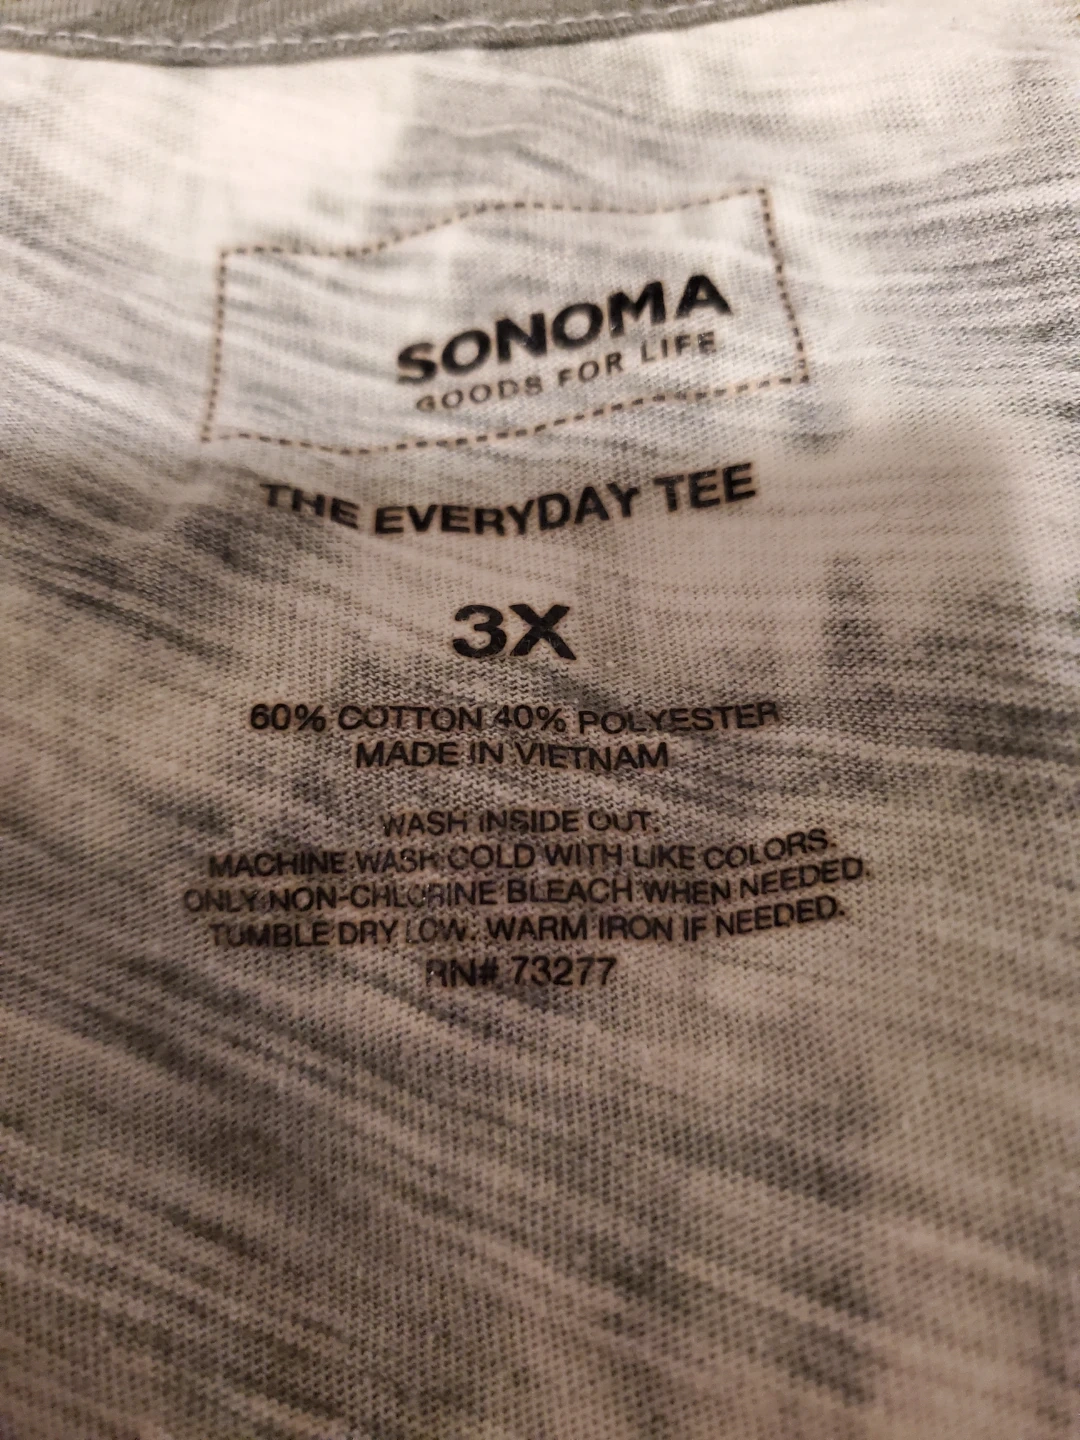 SONOMA
GOODS FOR LIFE
THE EVERYDAY TEE
3X
60% COTTON 40% POLYESTER
MADE IN VIETNAM
WASH INSIDE OUT.
MACHINE WASH COLD WITH LIKE COLORS.
ONLY NON-CHLORINE BLEACH WHEN NEEDED.
TUMBLE DRY LOW. WARM IRON IF NEEDED.
RN# 73277